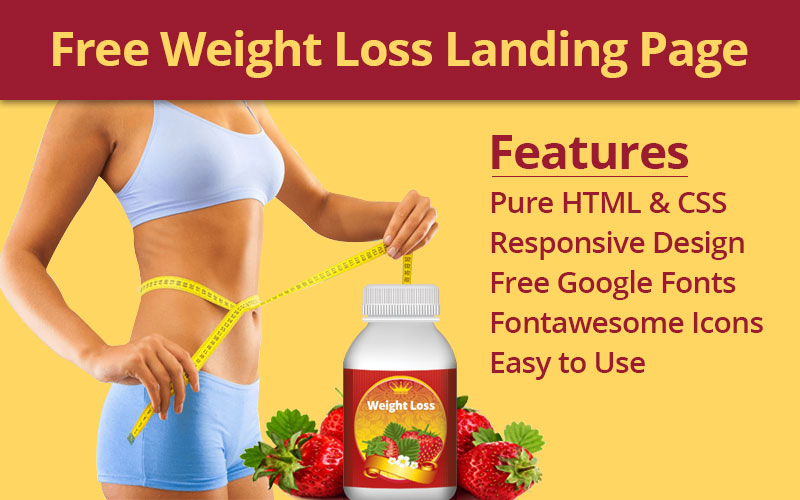 Free Weight Loss Landing Page
Features
Pure HTML & CSS
Responsive Design
Free Google Fonts
Fontawesome Icons
Easy to Use
Weight Loss